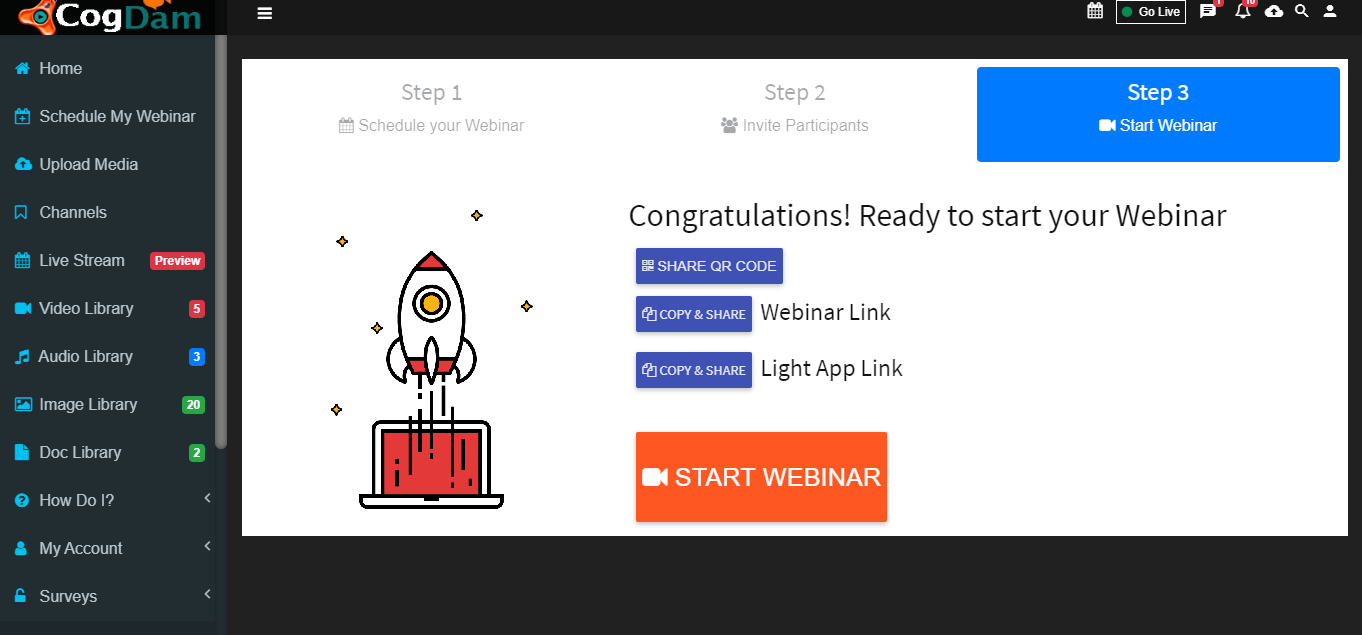 CogDam
Go Live
1
10
Home
Schedule My Webinar
Upload Media
Channels
Live Stream Preview
Video Library 5
Audio Library 3
Image Library 20
Doc Library 2
How Do I?
My Account
Surveys
Step 1
Schedule your Webinar
Step 2
Invite Participants
Step 3
Start Webinar
Congratulations! Ready to start your Webinar
SHARE QR CODE
COPY & SHARE Webinar Link
COPY & SHARE Light App Link
START WEBINAR